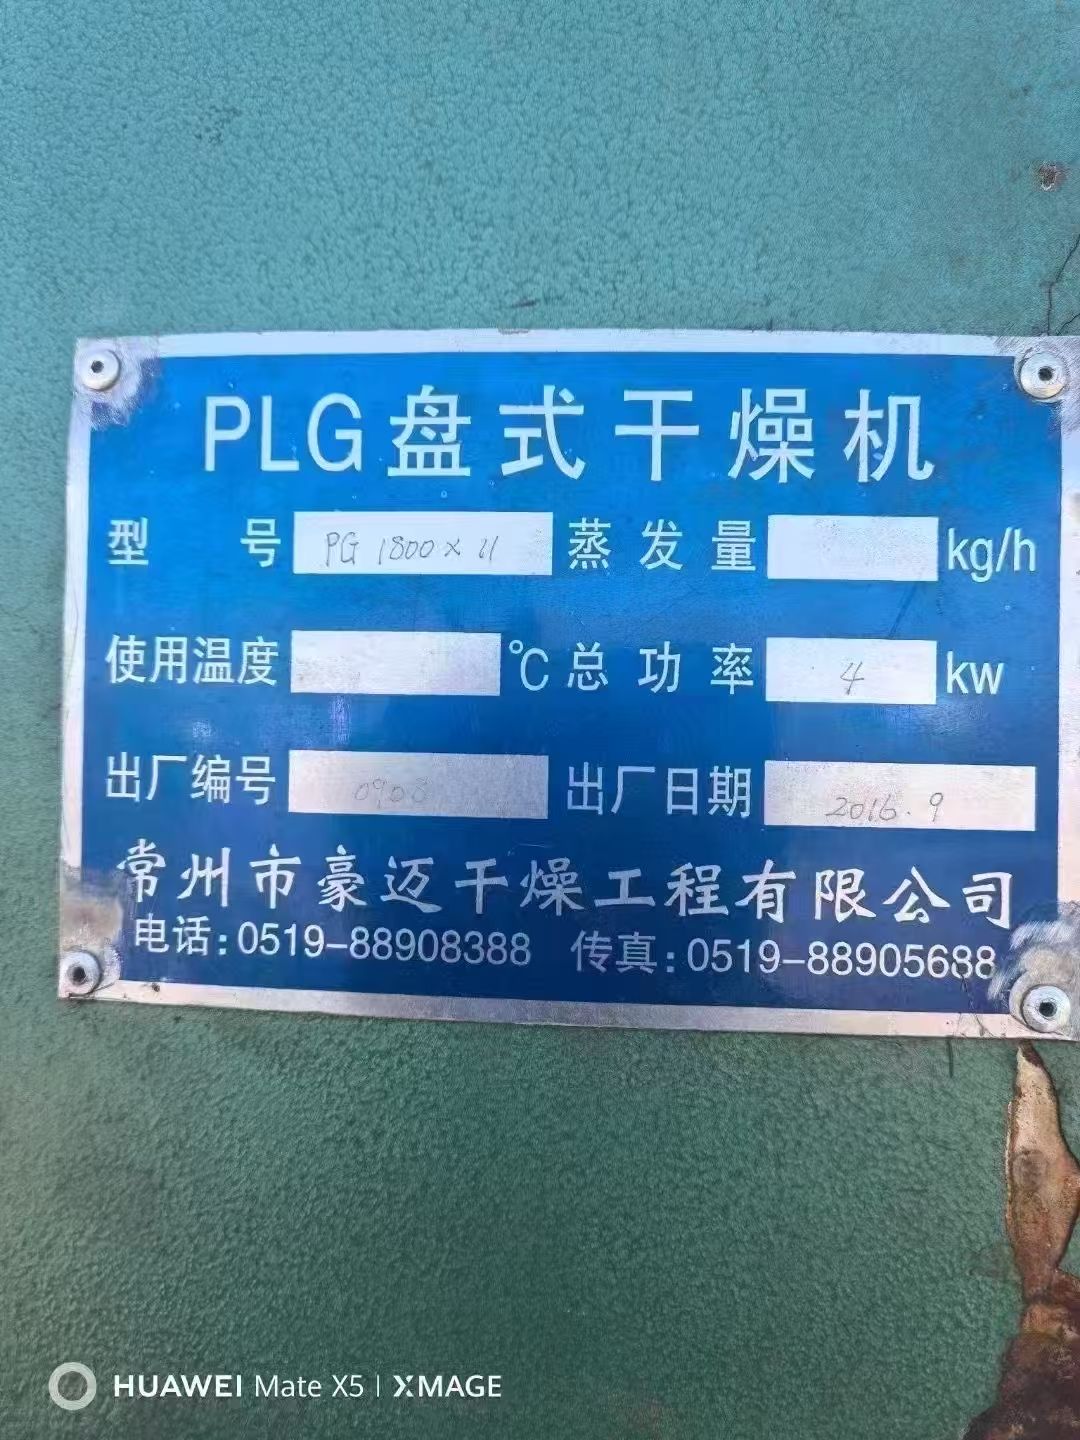 PLG盘式干燥机
型 号 PG 1800×11 蒸发量 kg/h
使用温度 ℃ 总功率 4 kw
出厂编号 0908 出厂日期 2016.9
常州市豪迈干燥工程有限公司
电话:0519-88908388 传真:0519-88905688
HUAWEI Mate X5 | XMAGE